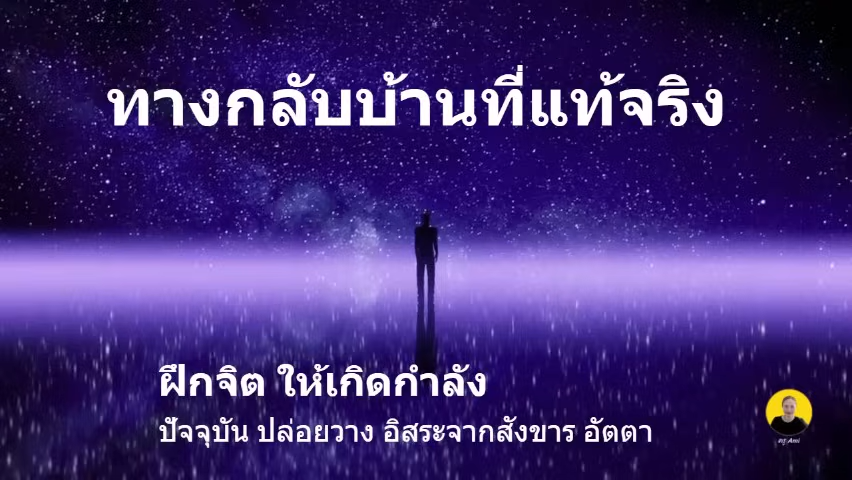 ทางกลับบ้านที่แท้จริง
ฝึกจิต ให้เกิดกำลัง
ปัจจุบัน ปล่อยวาง อิสระจากสังขาร อัตตา